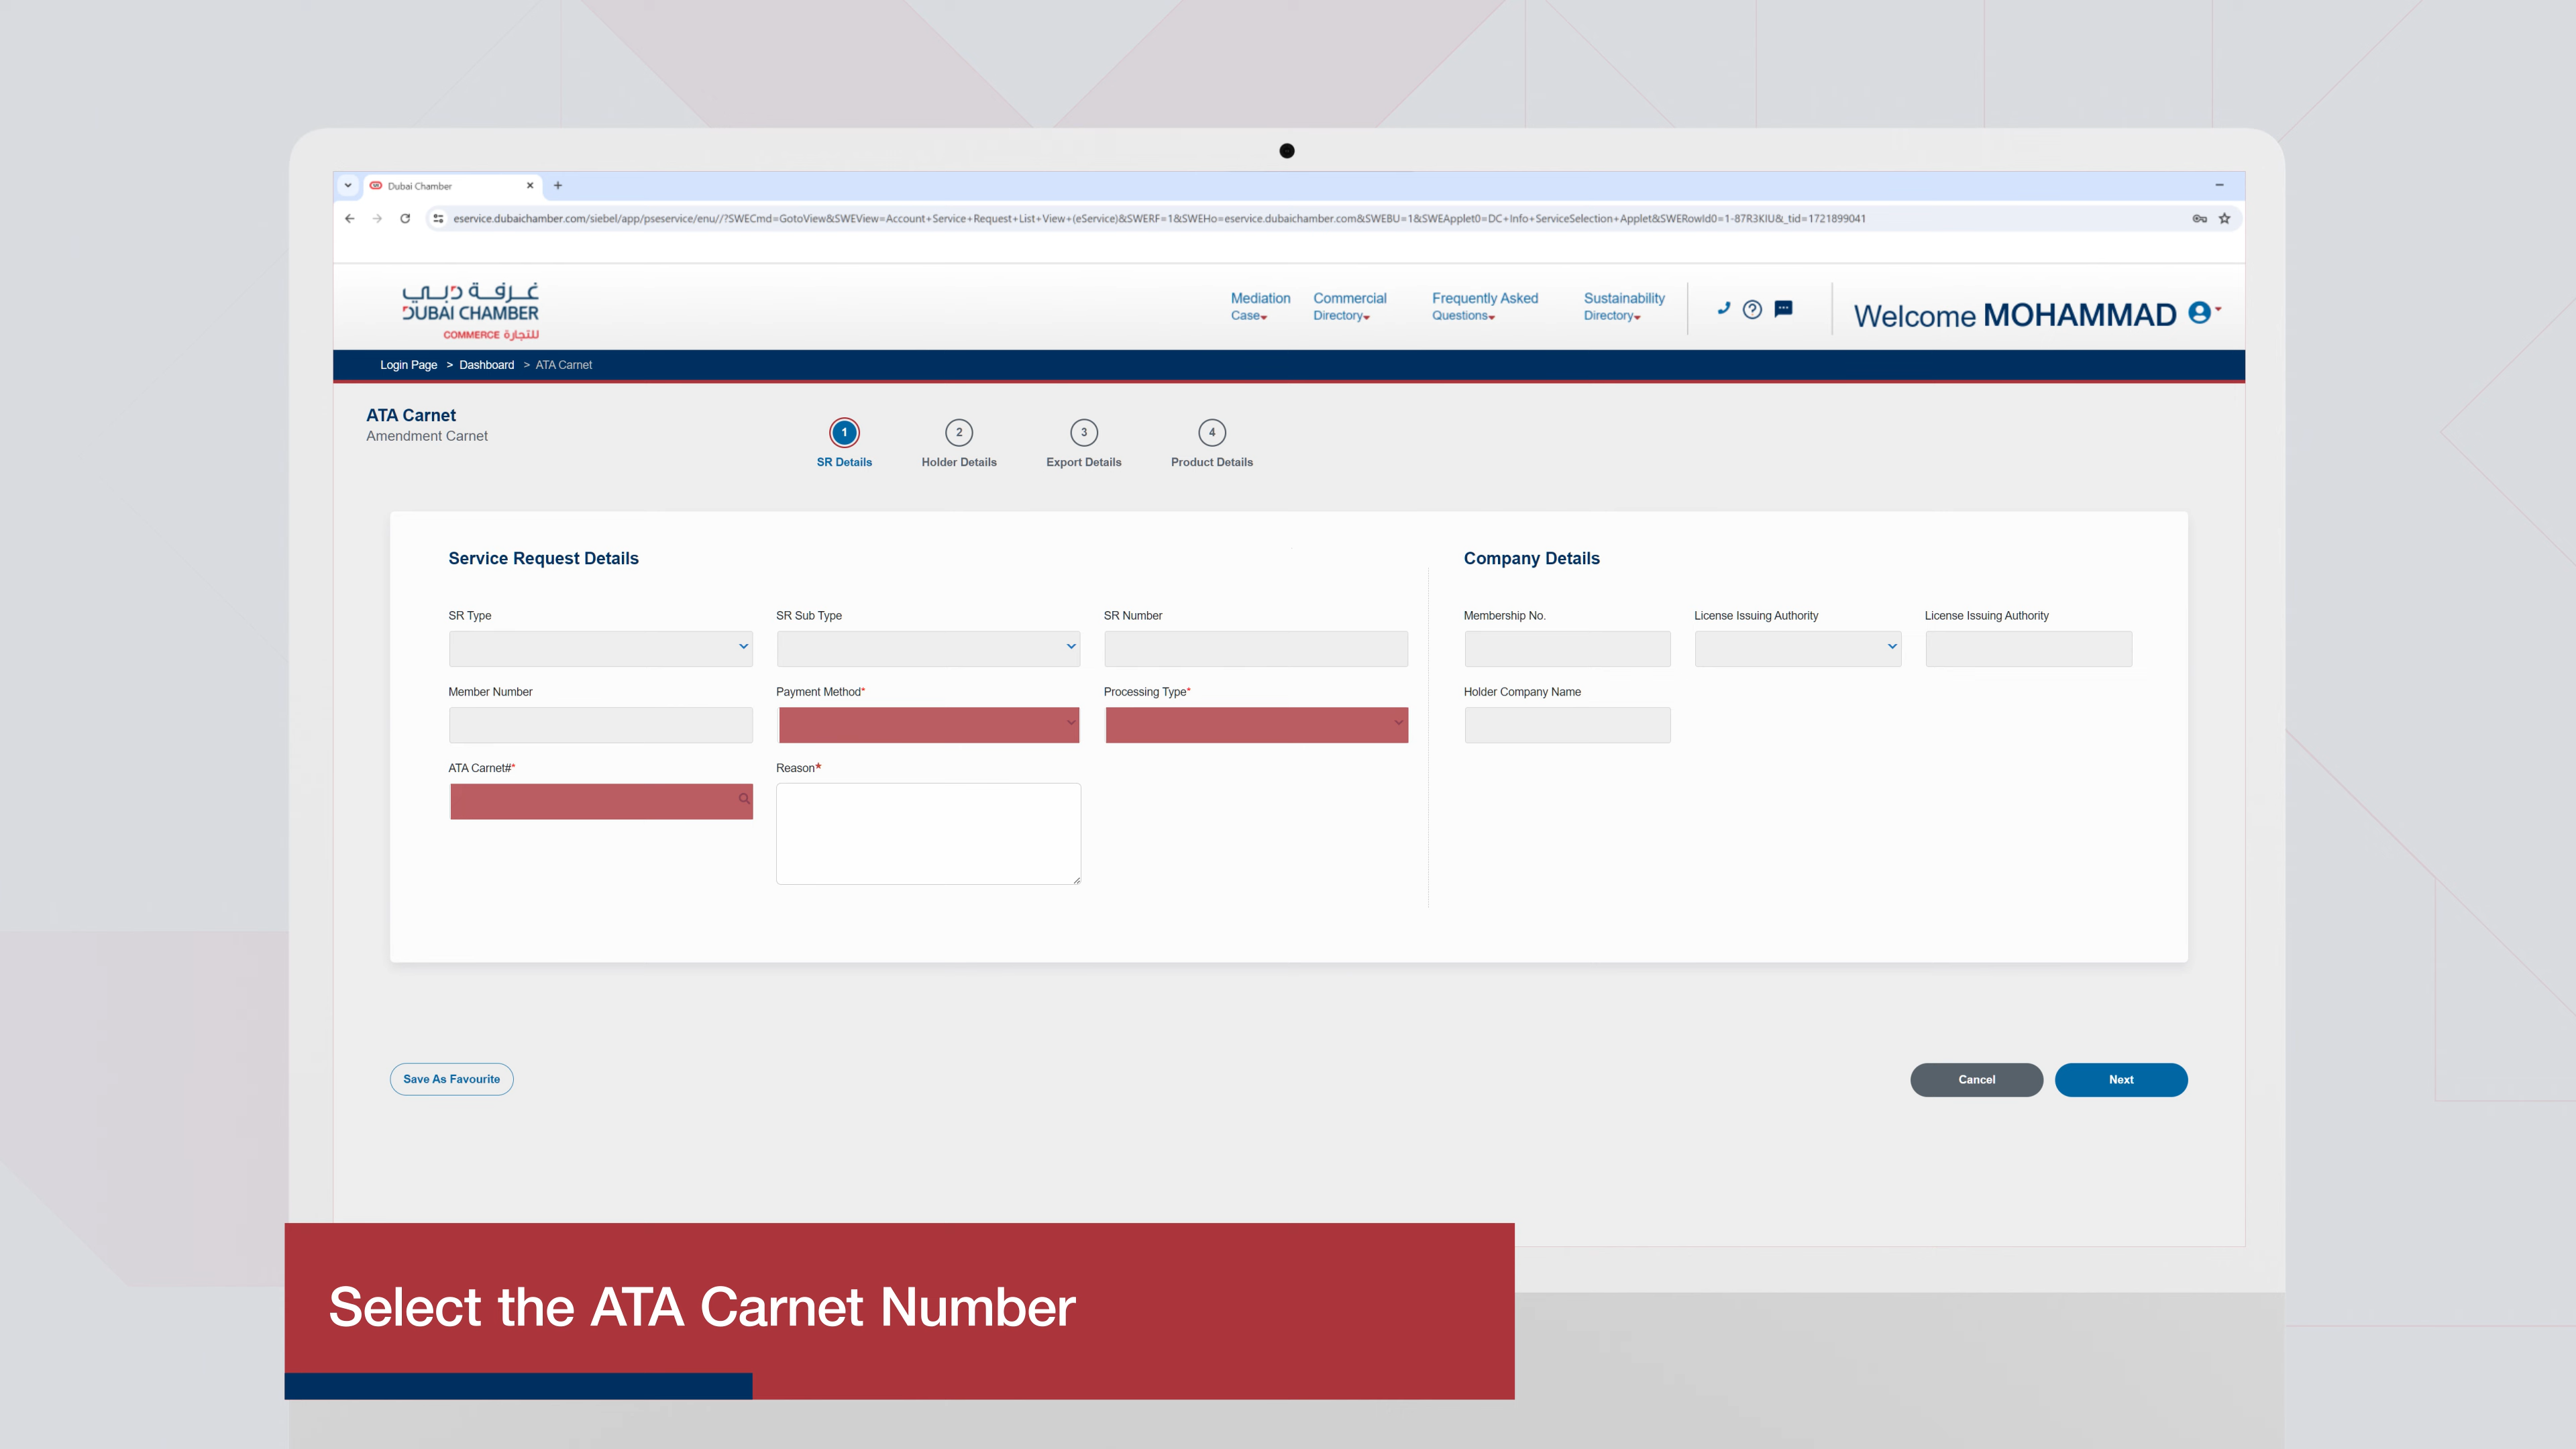 Dubai Chamber
eservice.dubaichamber.com/siebel/app/pseservice/enu//?SWECmd=GotoView&SWEView=Account+Service+Request+List+View+(eService)&SWERF=1&SWEHo=eservice.dubaichamber.com&SWEBU=1&SWEApplet0=DC+Info+ServiceSelection+Applet&SWERowId0=1-87R3KIU&_tid=1721899041
غرفة دبي
DUBAI CHAMBER
COMMERCE للتجارة
Mediation Case
Commercial Directory
Frequently Asked Questions
Sustainability Directory
Welcome MOHAMMAD
Login Page > Dashboard > ATA Carnet
ATA Carnet
Amendment Carnet
1 2 3 4
SR Details Holder Details Export Details Product Details
Service Request Details
SR Type SR Sub Type SR Number
Member Number Payment Method* Processing Type*
ATA Carnet#* Reason*
Company Details
Membership No. License Issuing Authority License Issuing Authority
Holder Company Name
Save As Favourite
Cancel Next
Select the ATA Carnet Number